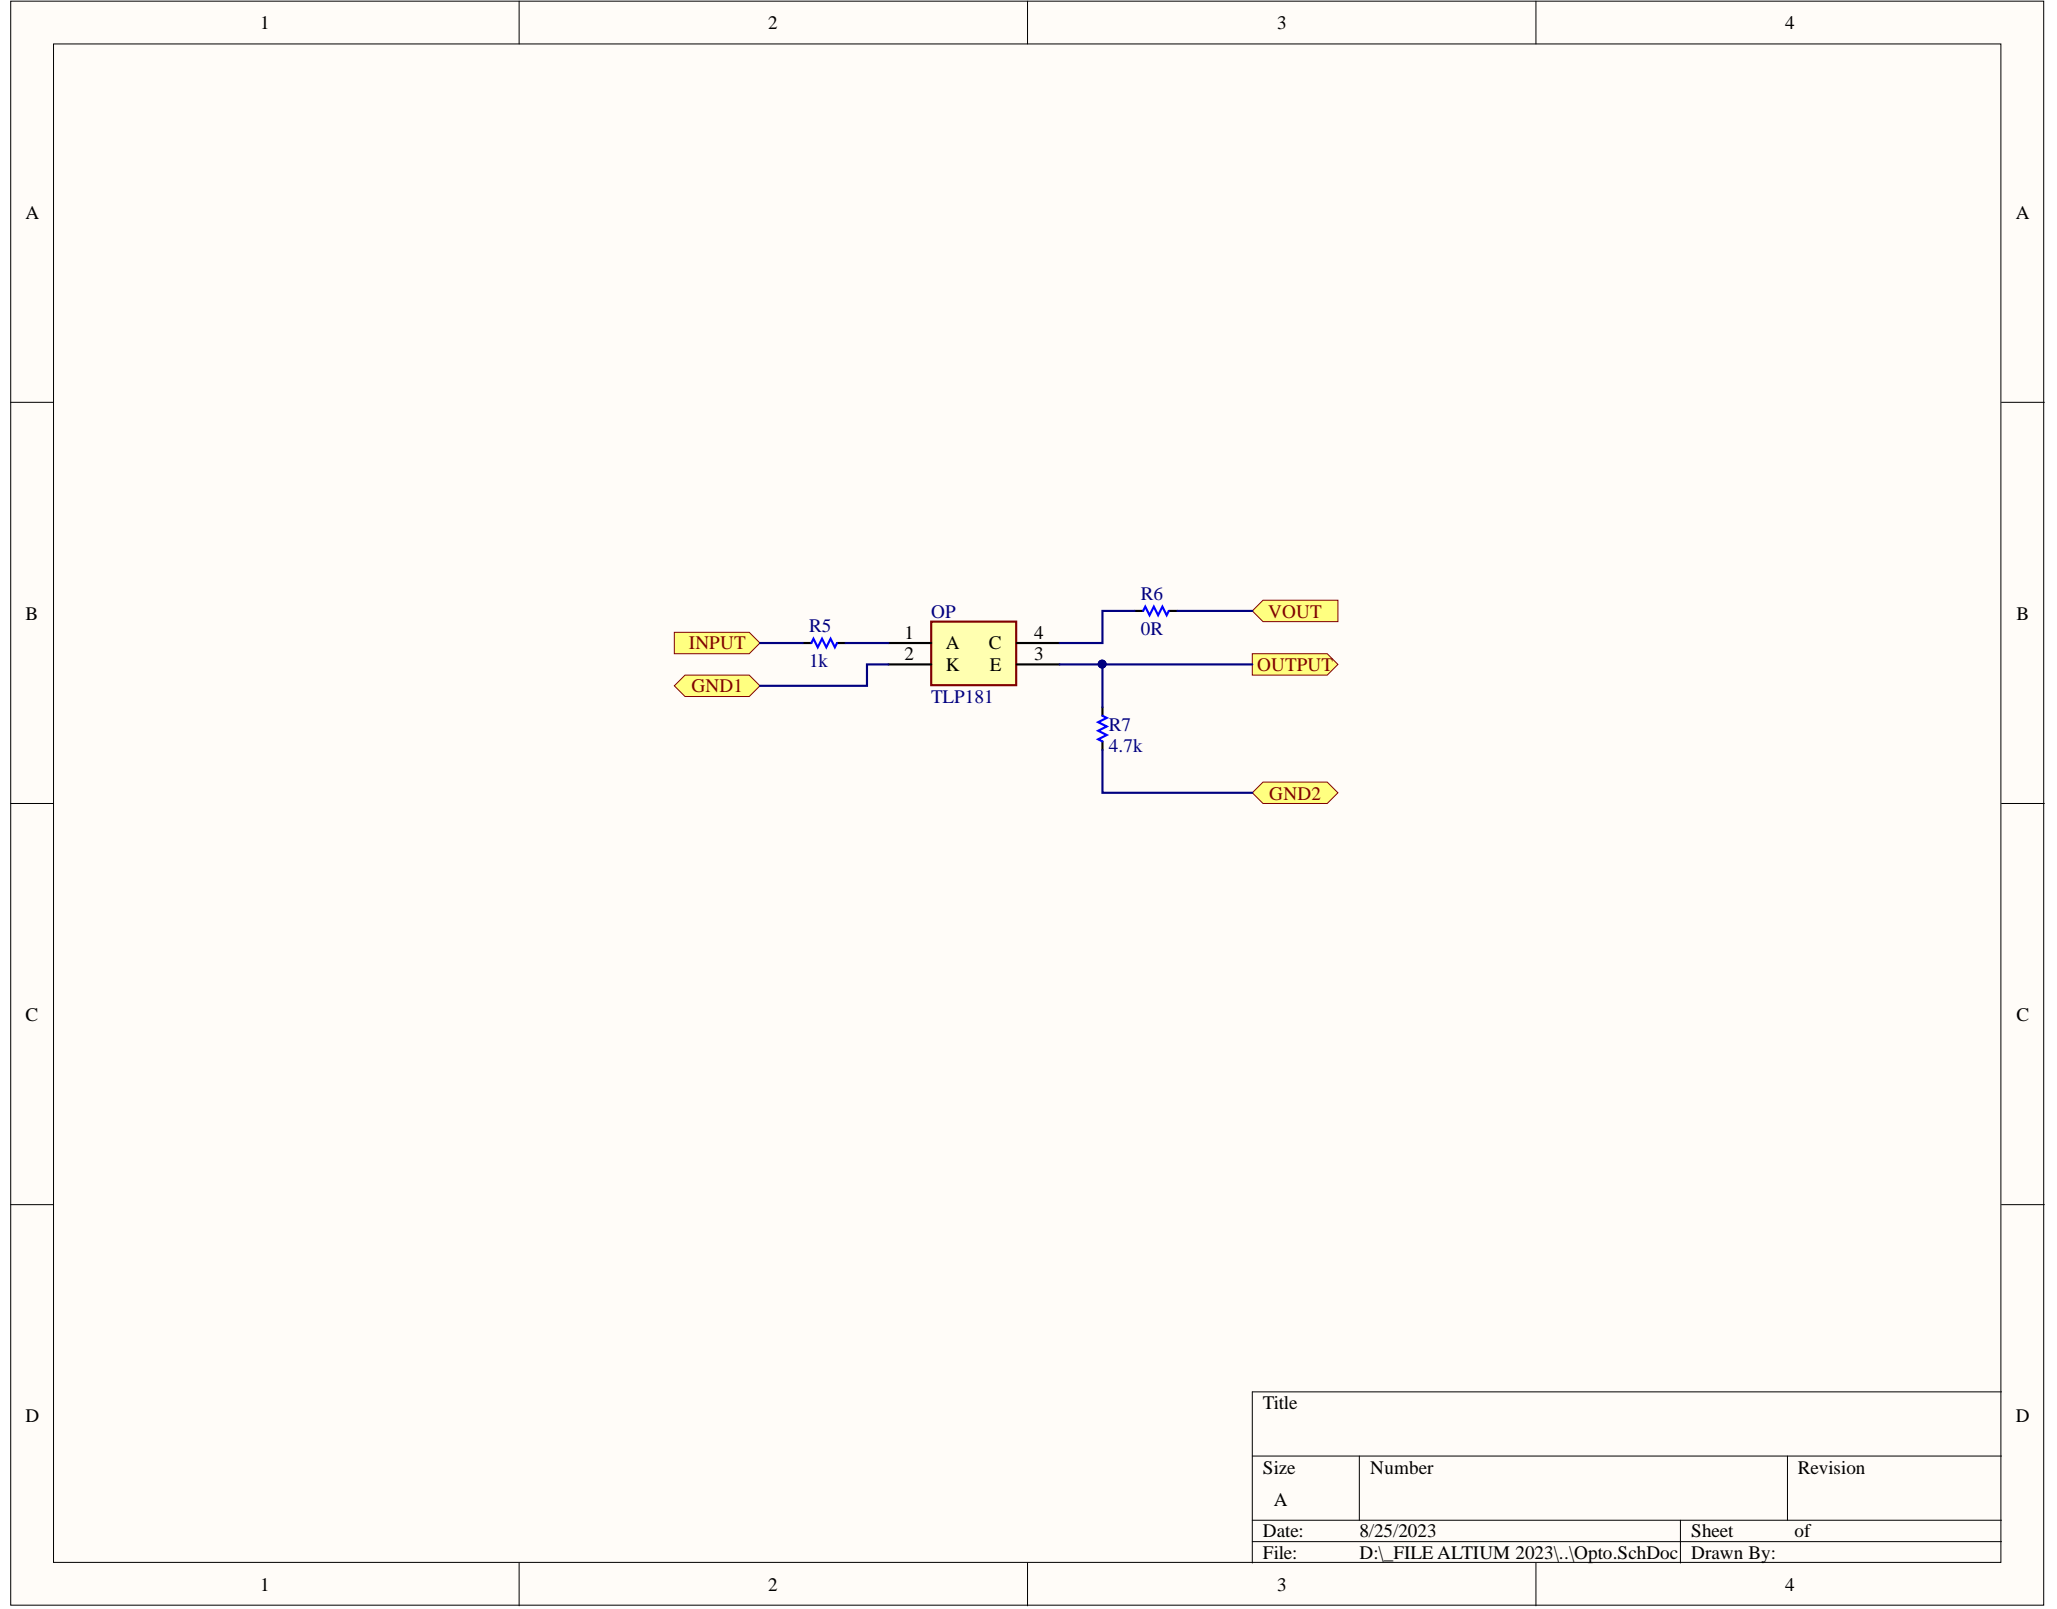 1 2 3 4
A A
R6
OP
B B
VOUT
R5
0R
1 4
INPUT A C
2 3
1k K E OUTPUT
GND1
TLP181
R7
4.7k
GND2
C C
Title
D D
Size Number Revision
A
Date: 8/25/2023 Sheet of
File: D:\_FILE ALTIUM 2023\..\Opto.SchDoc Drawn By:
1 2 3 4